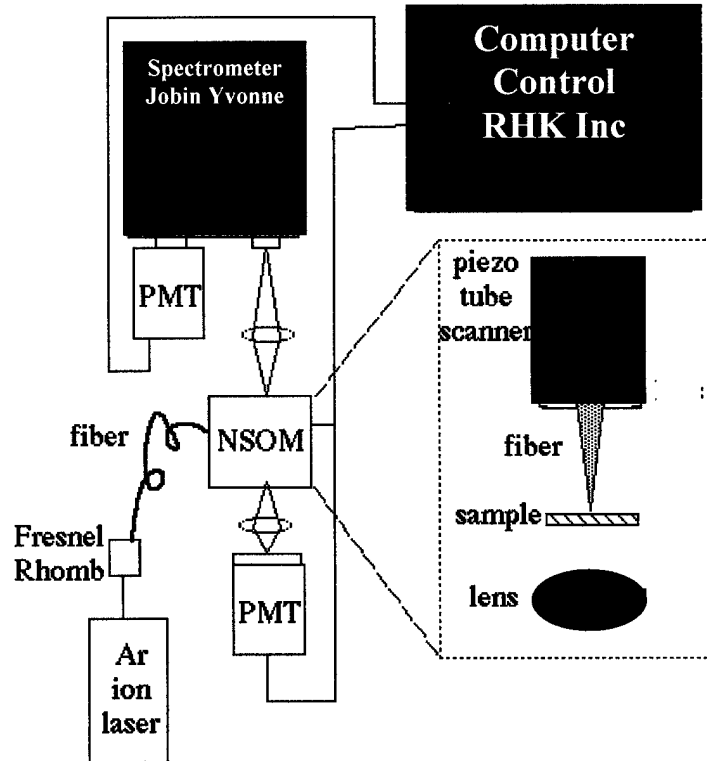 Spectrometer
Jobin Yvonne
Computer
Control
RHK Inc
PMT
piezo
tube
scanner
fiber
NSOM
fiber
sample
Fresnel
Rhomb
PMT
lens
Ar
ion
laser